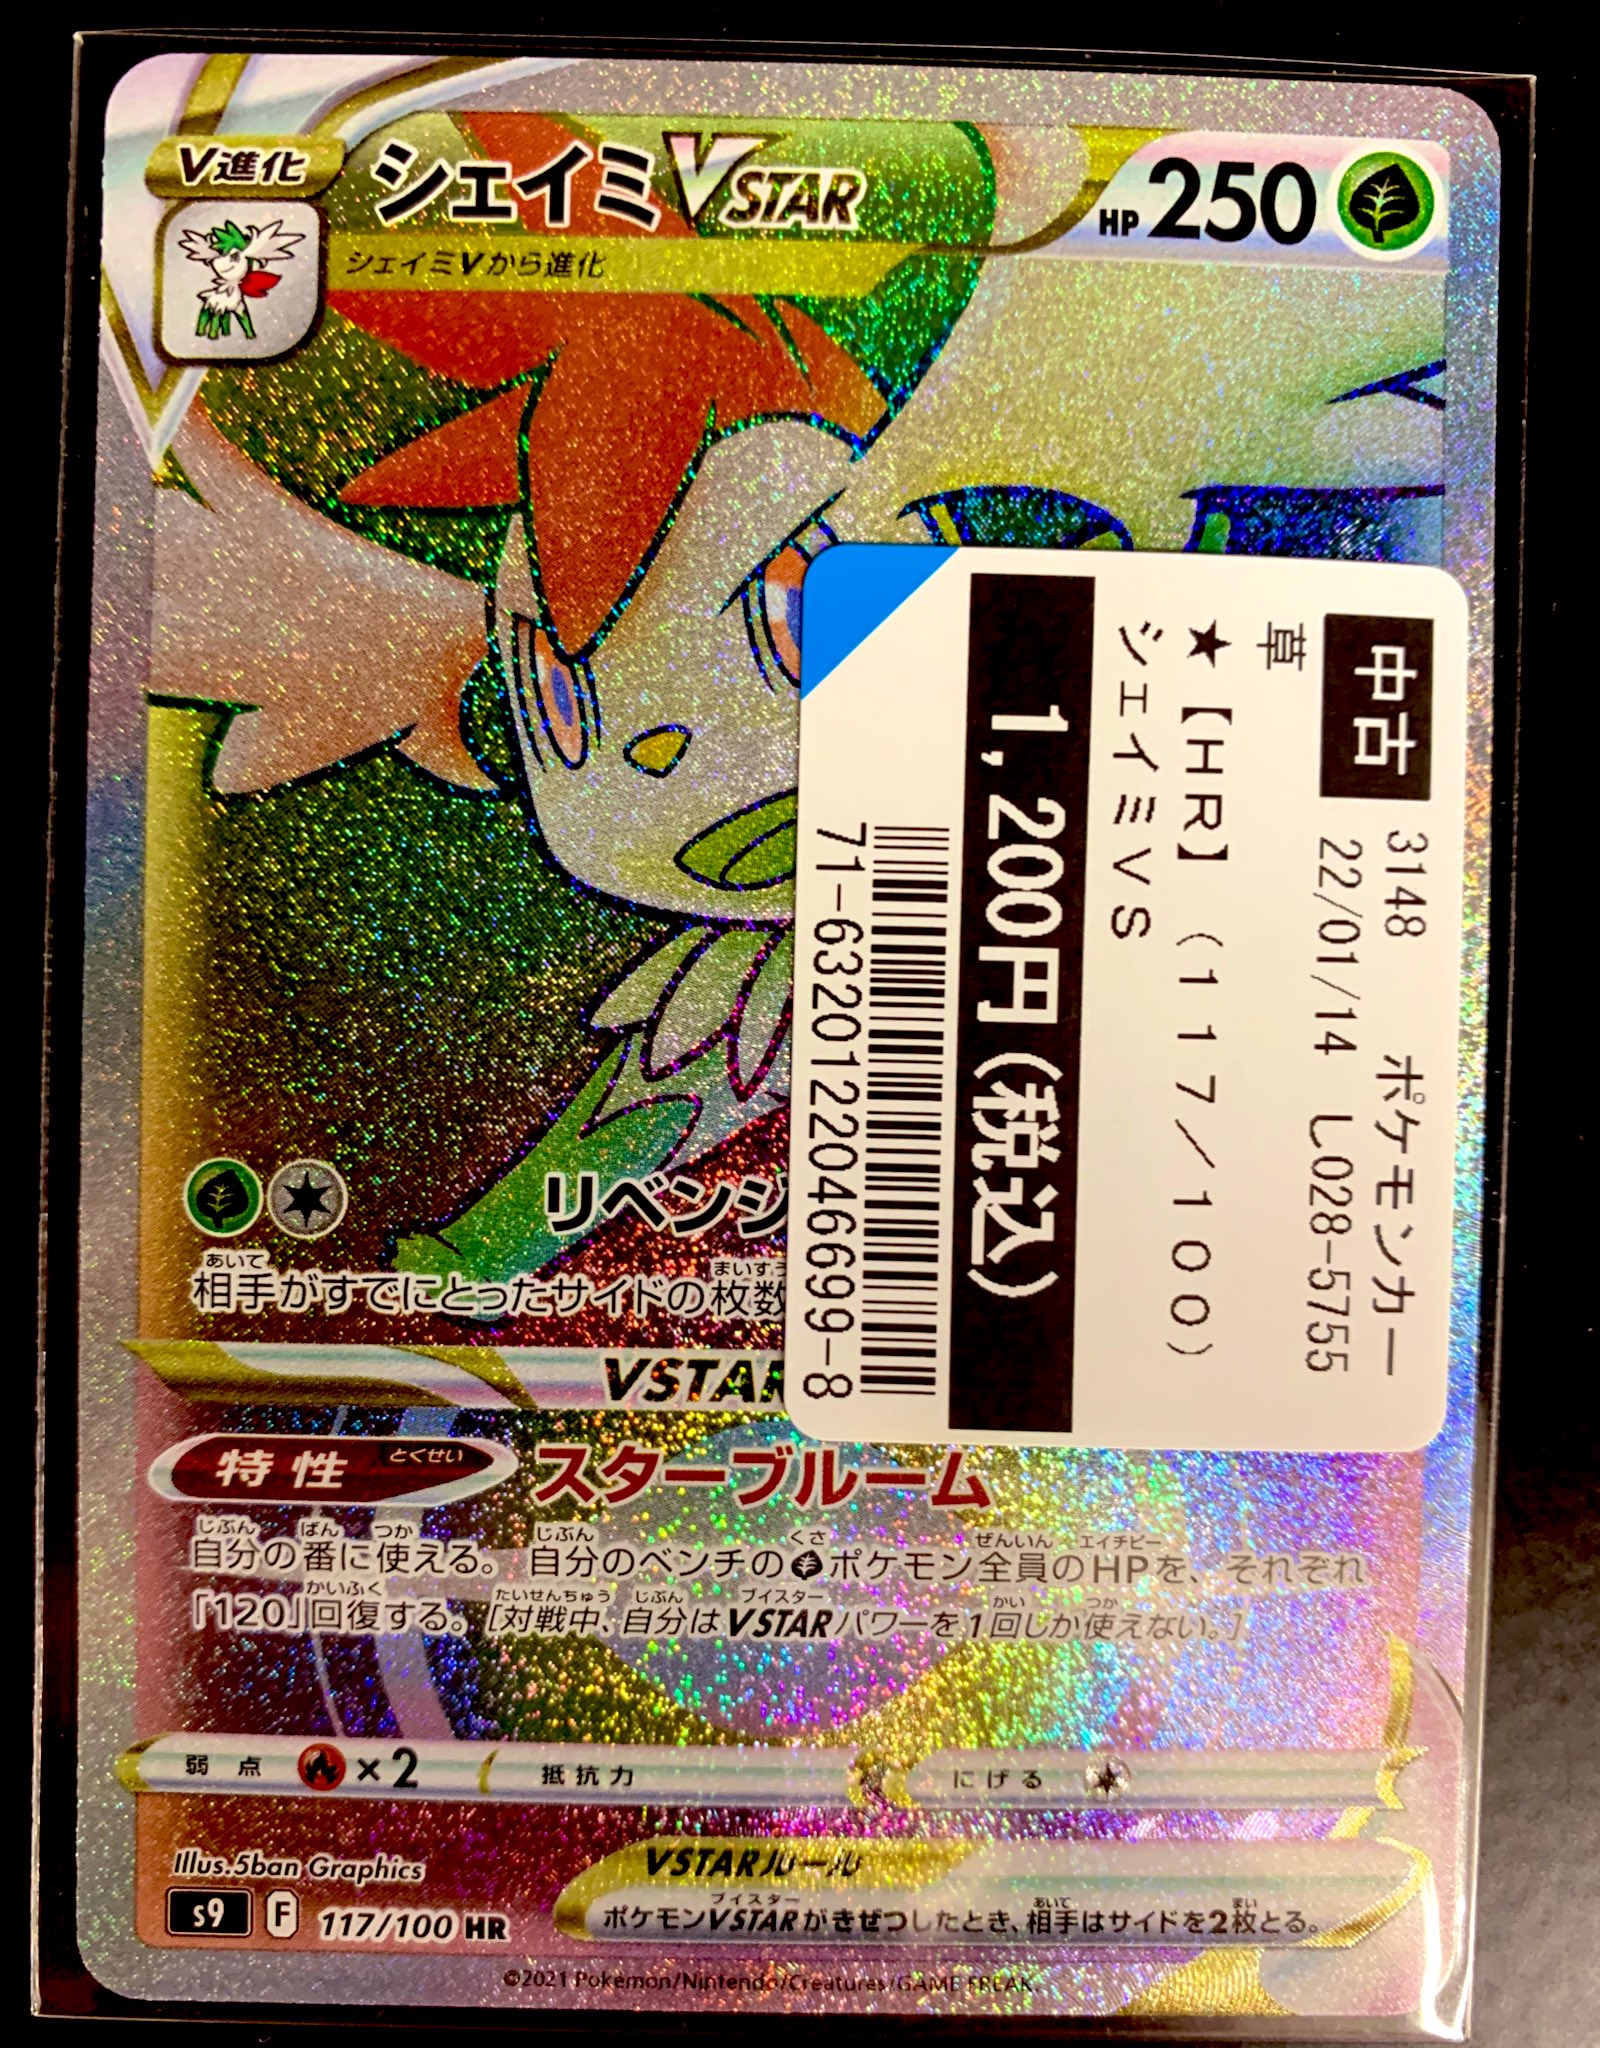 V進化
シェイミVSTAR
HP 250
シェイミVから進化
リベンジ
あいて まいすう
相手がすでにとったサイドの枚数
VSTAR
特性 とくせい
スターブルーム
じぶん ばん つか じぶん くさ ぜんいん エイチピー
自分の番に使える。自分のベンチのポケモン全員のHPを、それぞれ
かいふく たいせんちゅう じぶん ブイスター かい つか
「120」回復する。[対戦中、自分はVSTARパワーを1回しか使えない。]
弱点 ×2 抵抗力 にげる
Illus.5ban Graphics
s9 F 117/100 HR
VSTARルール
ブイスター あいて まい
ポケモンVSTARがきぜつしたとき、相手はサイドを2枚とる。
©2021 Pokémon/Nintendo/Creatures/GAME FREAK.
中古 3148 ポケモンカー
22/01/14 し028-5755
草
★【HR】(117/100)
シェイミVS
1,200円(税込)
71-6320122204699-8